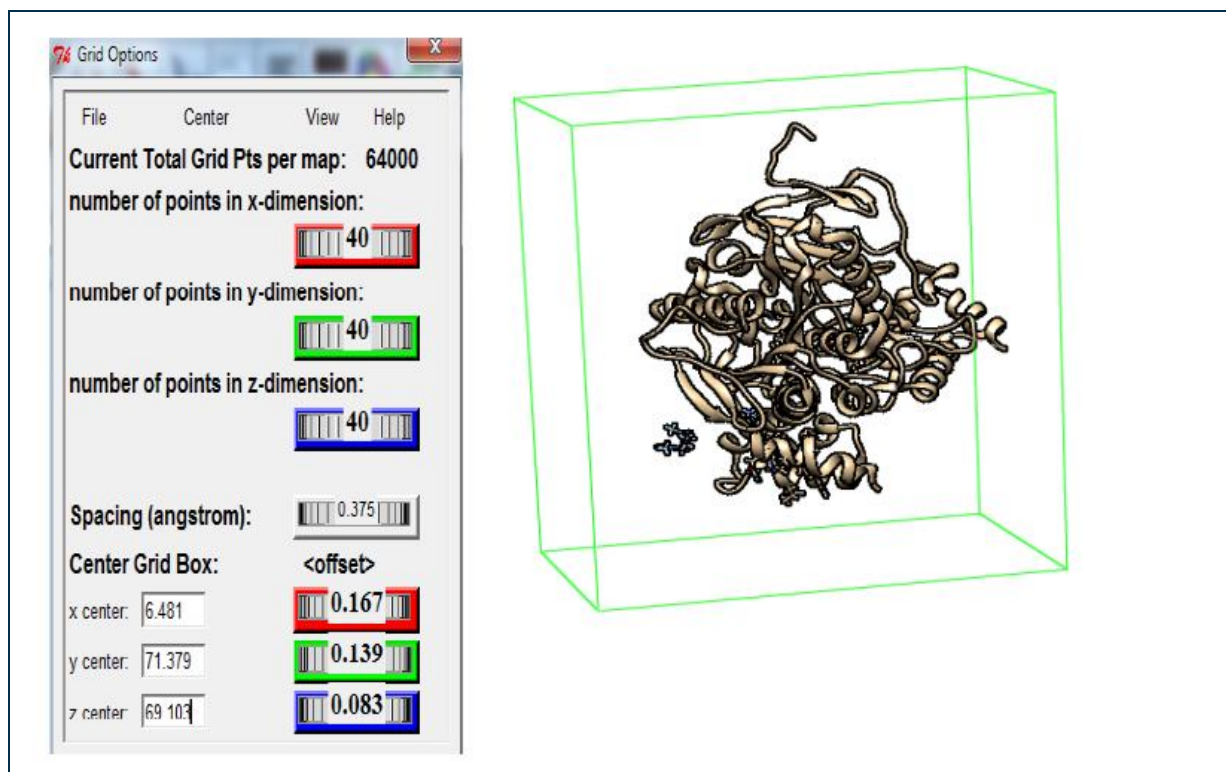 Grid Options
X
File Center View Help
Current Total Grid Pts per map: 64000
number of points in x-dimension:
40
number of points in y-dimension:
40
number of points in z-dimension:
40
Spacing (angstrom): 0.375
Center Grid Box: <offset>
x center: 6.481 0.167
y center: 71.379 0.139
z center: 69.103 0.083